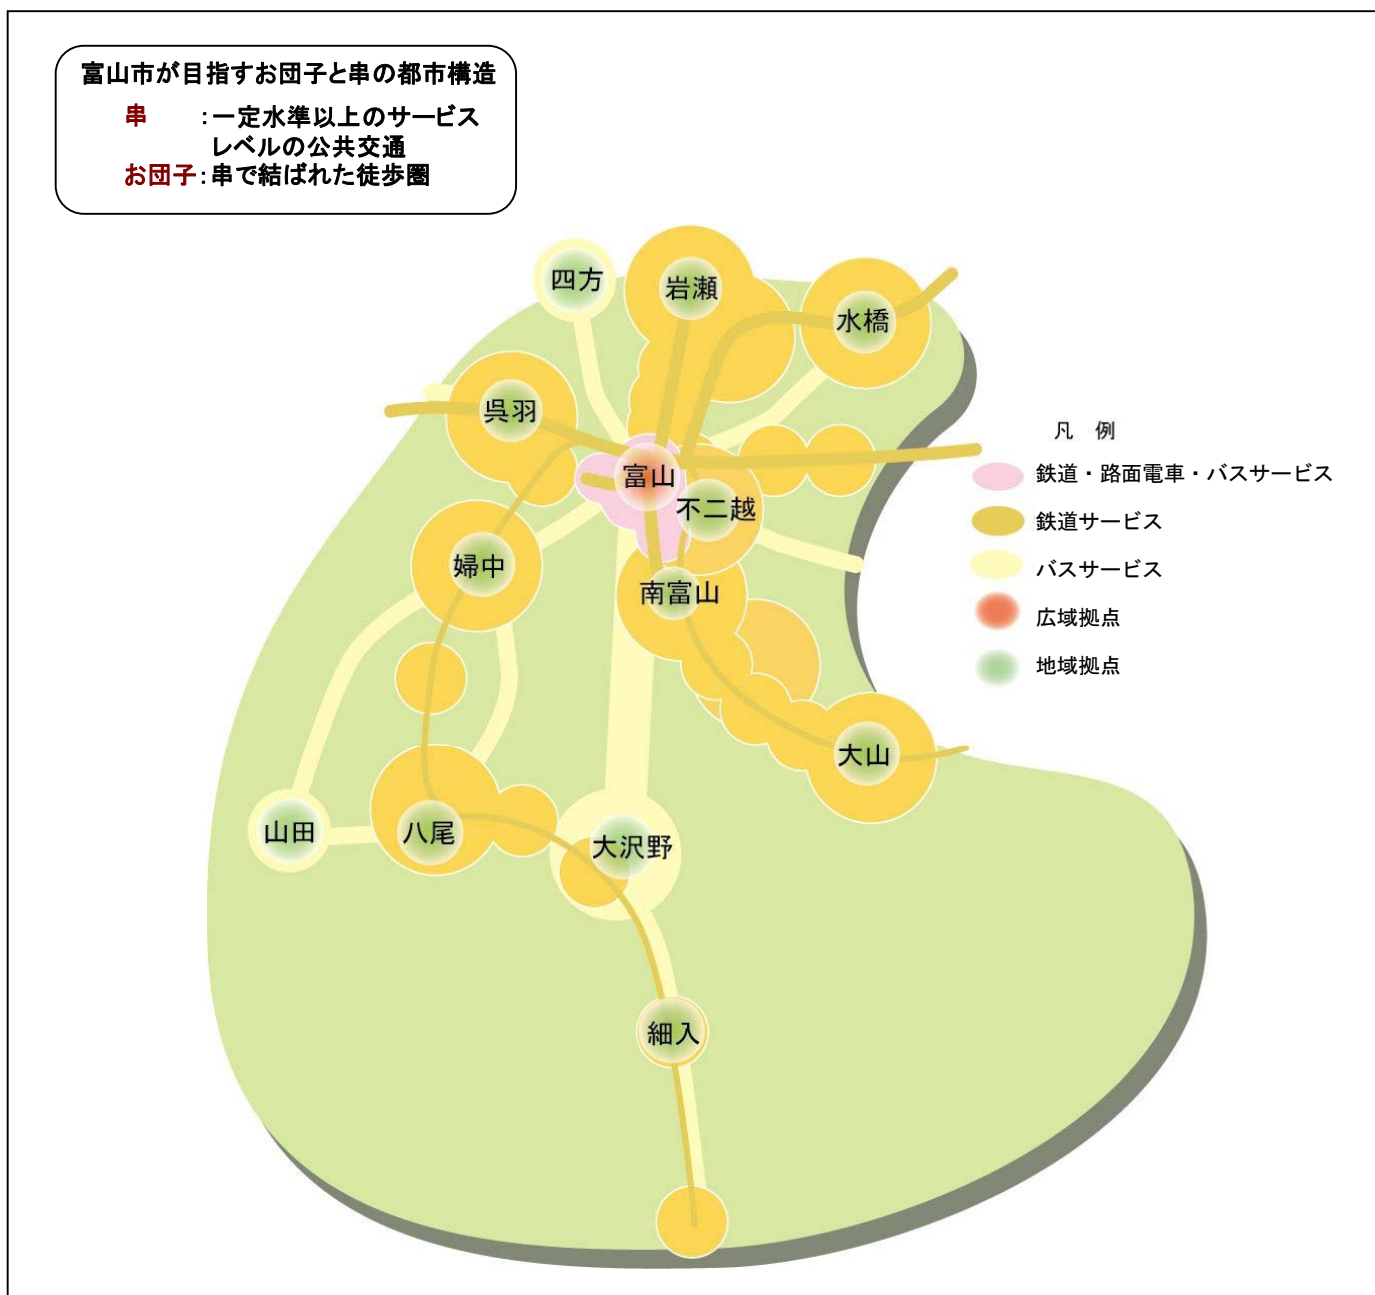 富山市が目指すお団子と串の都市構造
串　：一定水準以上のサービス
レベルの公共交通
お団子：串で結ばれた徒歩圏
四方
岩瀬
水橋
呉羽
富山
不二越
婦中
南富山
大山
山田
八尾
大沢野
細入
凡　例
鉄道・路面電車・バスサービス
鉄道サービス
バスサービス
広域拠点
地域拠点